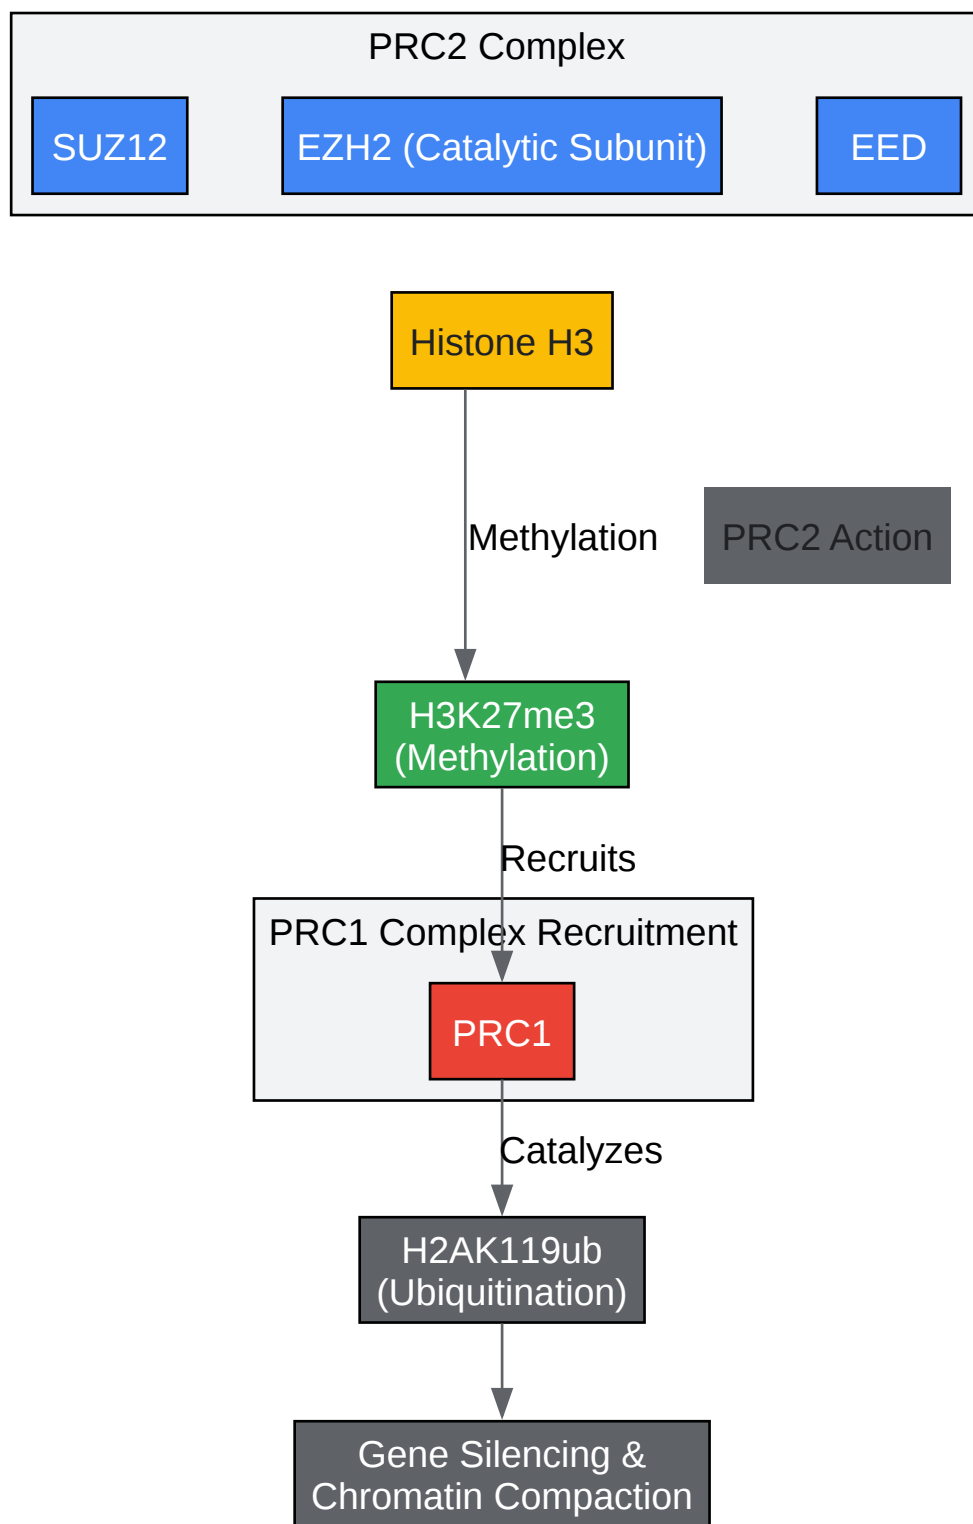 PRC2 Complex
SUZ12
EZH2 (Catalytic Subunit)
EED
Histone H3
Methylation
PRC2 Action
H3K27me3
(Methylation)
Recruits
PRC1 Complex Recruitment
PRC1
Catalyzes
H2AK119ub
(Ubiquitination)
Gene Silencing &
Chromatin Compaction